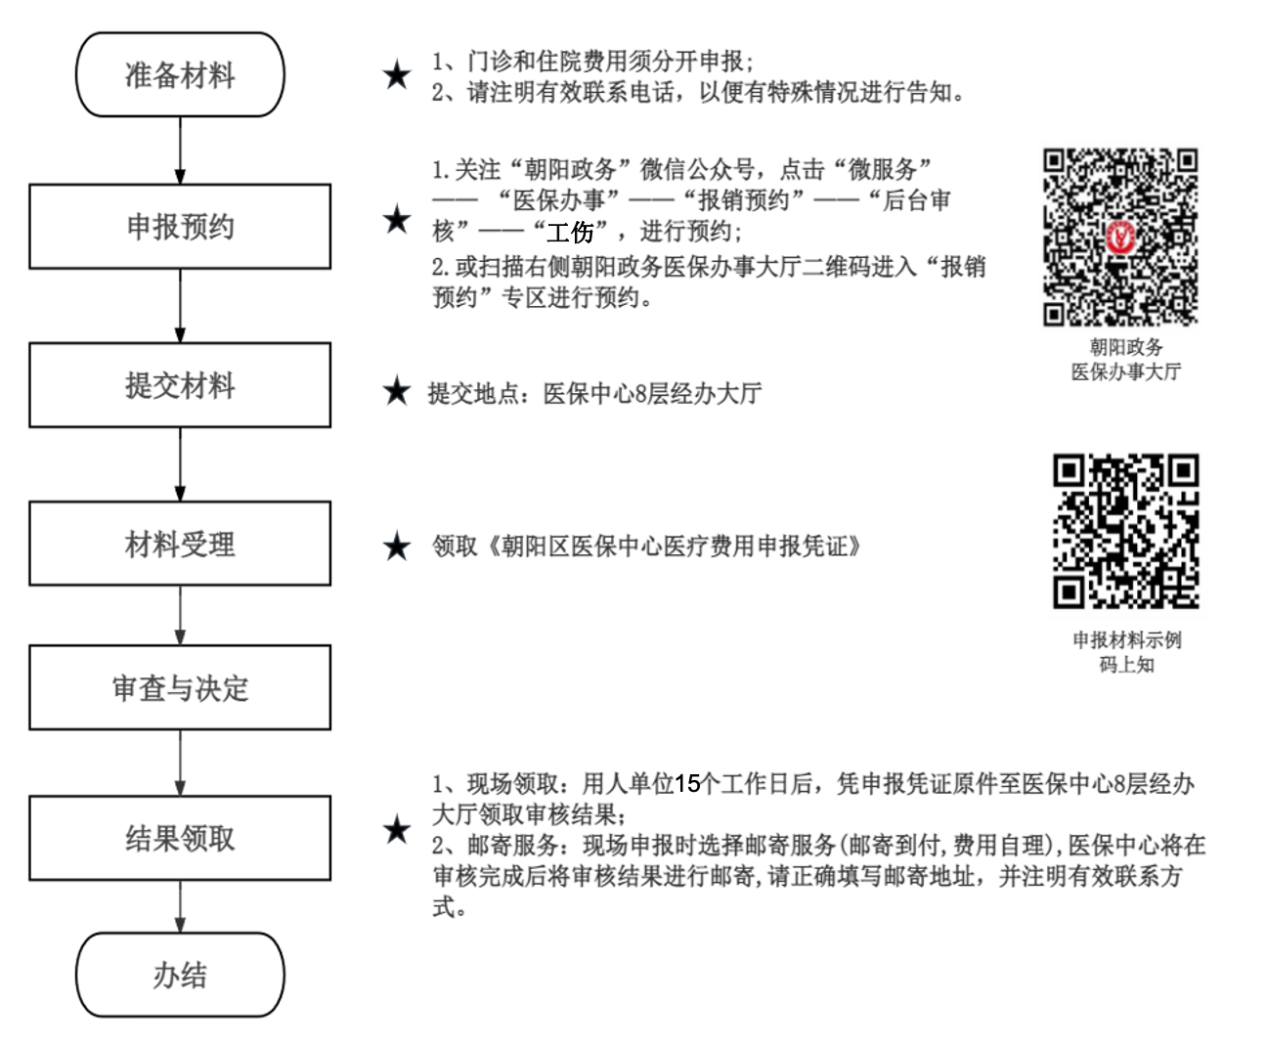 准备材料
★ 1、门诊和住院费用须分开申报;
2、请注明有效联系电话，以便有特殊情况进行告知。
申报预约
★ 1.关注“朝阳政务”微信公众号，点击“微服务”
—— “医保办事”——“报销预约”——“后台审
核”——“工伤”，进行预约;
2.或扫描右侧朝阳政务医保办事大厅二维码进入“报销
预约”专区进行预约。
朝阳政务
医保办事大厅
提交材料
★ 提交地点：医保中心8层经办大厅
材料受理
★ 领取《朝阳区医保中心医疗费用申报凭证》
申报材料示例
码上知
审查与决定
结果领取
★ 1、现场领取：用人单位15个工作日后，凭申报凭证原件至医保中心8层经办
大厅领取审核结果;
2、邮寄服务：现场申报时选择邮寄服务(邮寄到付,费用自理),医保中心将在
审核完成后将审核结果进行邮寄,请正确填写邮寄地址，并注明有效联系方
式。
办结